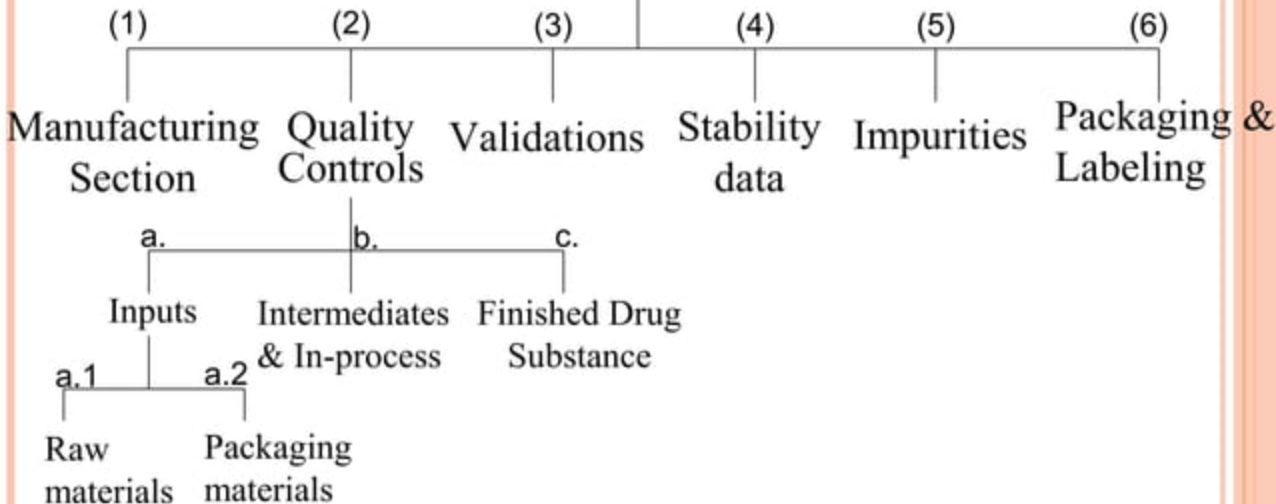 (1) (2) (3) (4) (5) (6)
Manufacturing Section
Quality Controls
Validations
Stability data
Impurities
Packaging & Labeling
a. b. c.
Inputs
Intermediates & In-process
Finished Drug Substance
a.1 a.2
Raw materials
Packaging materials